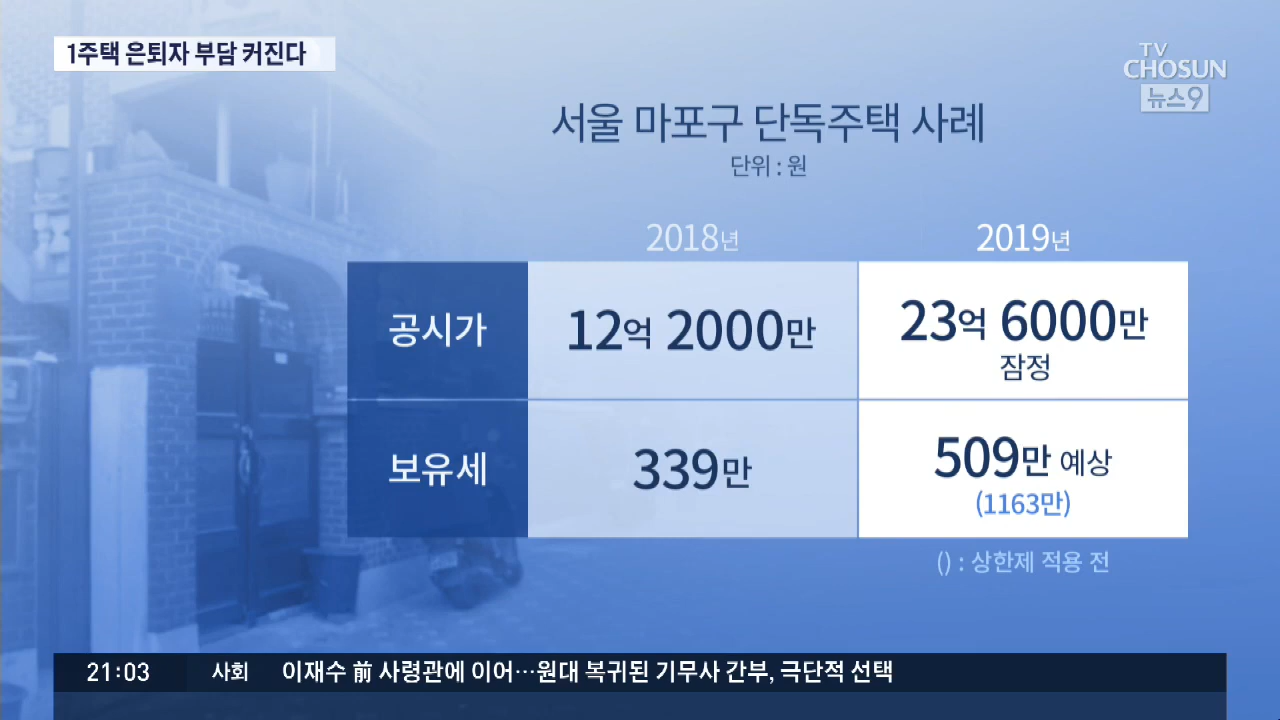 1주택 은퇴자 부담 커진다
TV
CHOSUN
뉴스9
서울 마포구 단독주택 사례
단위 : 원
2018년
2019년
공시가
12억 2000만
23억 6000만
잠정
보유세
339만
509만 예상
(1163만)
() : 상한제 적용 전
21:03 사회 이재수 前 사령관에 이어…원대 복귀된 기무사 간부, 극단적 선택